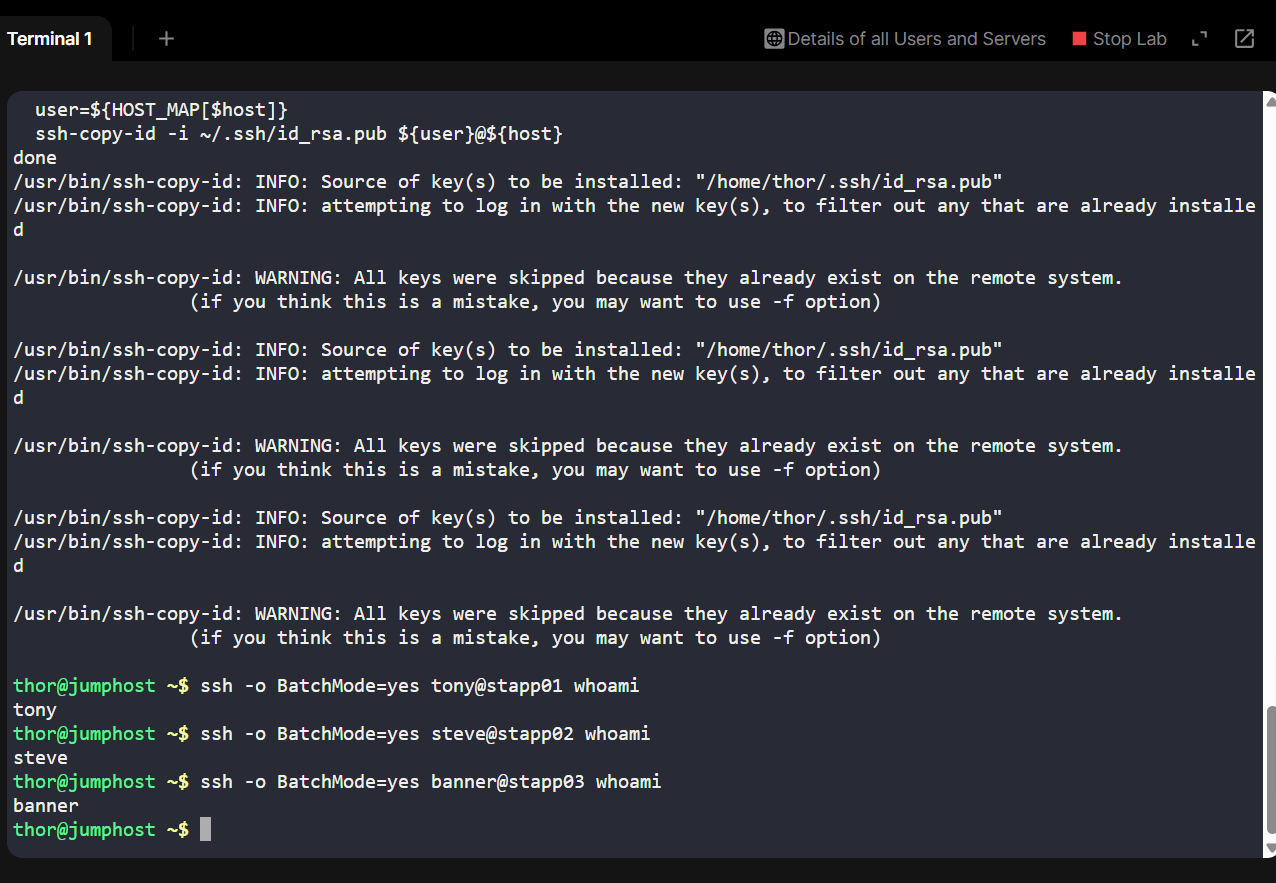 Terminal 1
+
Details of all Users and Servers
Stop Lab
user=${HOST_MAP[$host]}
ssh-copy-id -i ~/.ssh/id_rsa.pub ${user}@${host}
done
/usr/bin/ssh-copy-id: INFO: Source of key(s) to be installed: "/home/thor/.ssh/id_rsa.pub"
/usr/bin/ssh-copy-id: INFO: attempting to log in with the new key(s), to filter out any that are already installe
d
/usr/bin/ssh-copy-id: WARNING: All keys were skipped because they already exist on the remote system.
(if you think this is a mistake, you may want to use -f option)
/usr/bin/ssh-copy-id: INFO: Source of key(s) to be installed: "/home/thor/.ssh/id_rsa.pub"
/usr/bin/ssh-copy-id: INFO: attempting to log in with the new key(s), to filter out any that are already installe
d
/usr/bin/ssh-copy-id: WARNING: All keys were skipped because they already exist on the remote system.
(if you think this is a mistake, you may want to use -f option)
/usr/bin/ssh-copy-id: INFO: Source of key(s) to be installed: "/home/thor/.ssh/id_rsa.pub"
/usr/bin/ssh-copy-id: INFO: attempting to log in with the new key(s), to filter out any that are already installe
d
/usr/bin/ssh-copy-id: WARNING: All keys were skipped because they already exist on the remote system.
(if you think this is a mistake, you may want to use -f option)
thor@jumphost ~$ ssh -o BatchMode=yes tony@stapp01 whoami
tony
thor@jumphost ~$ ssh -o BatchMode=yes steve@stapp02 whoami
steve
thor@jumphost ~$ ssh -o BatchMode=yes banner@stapp03 whoami
banner
thor@jumphost ~$